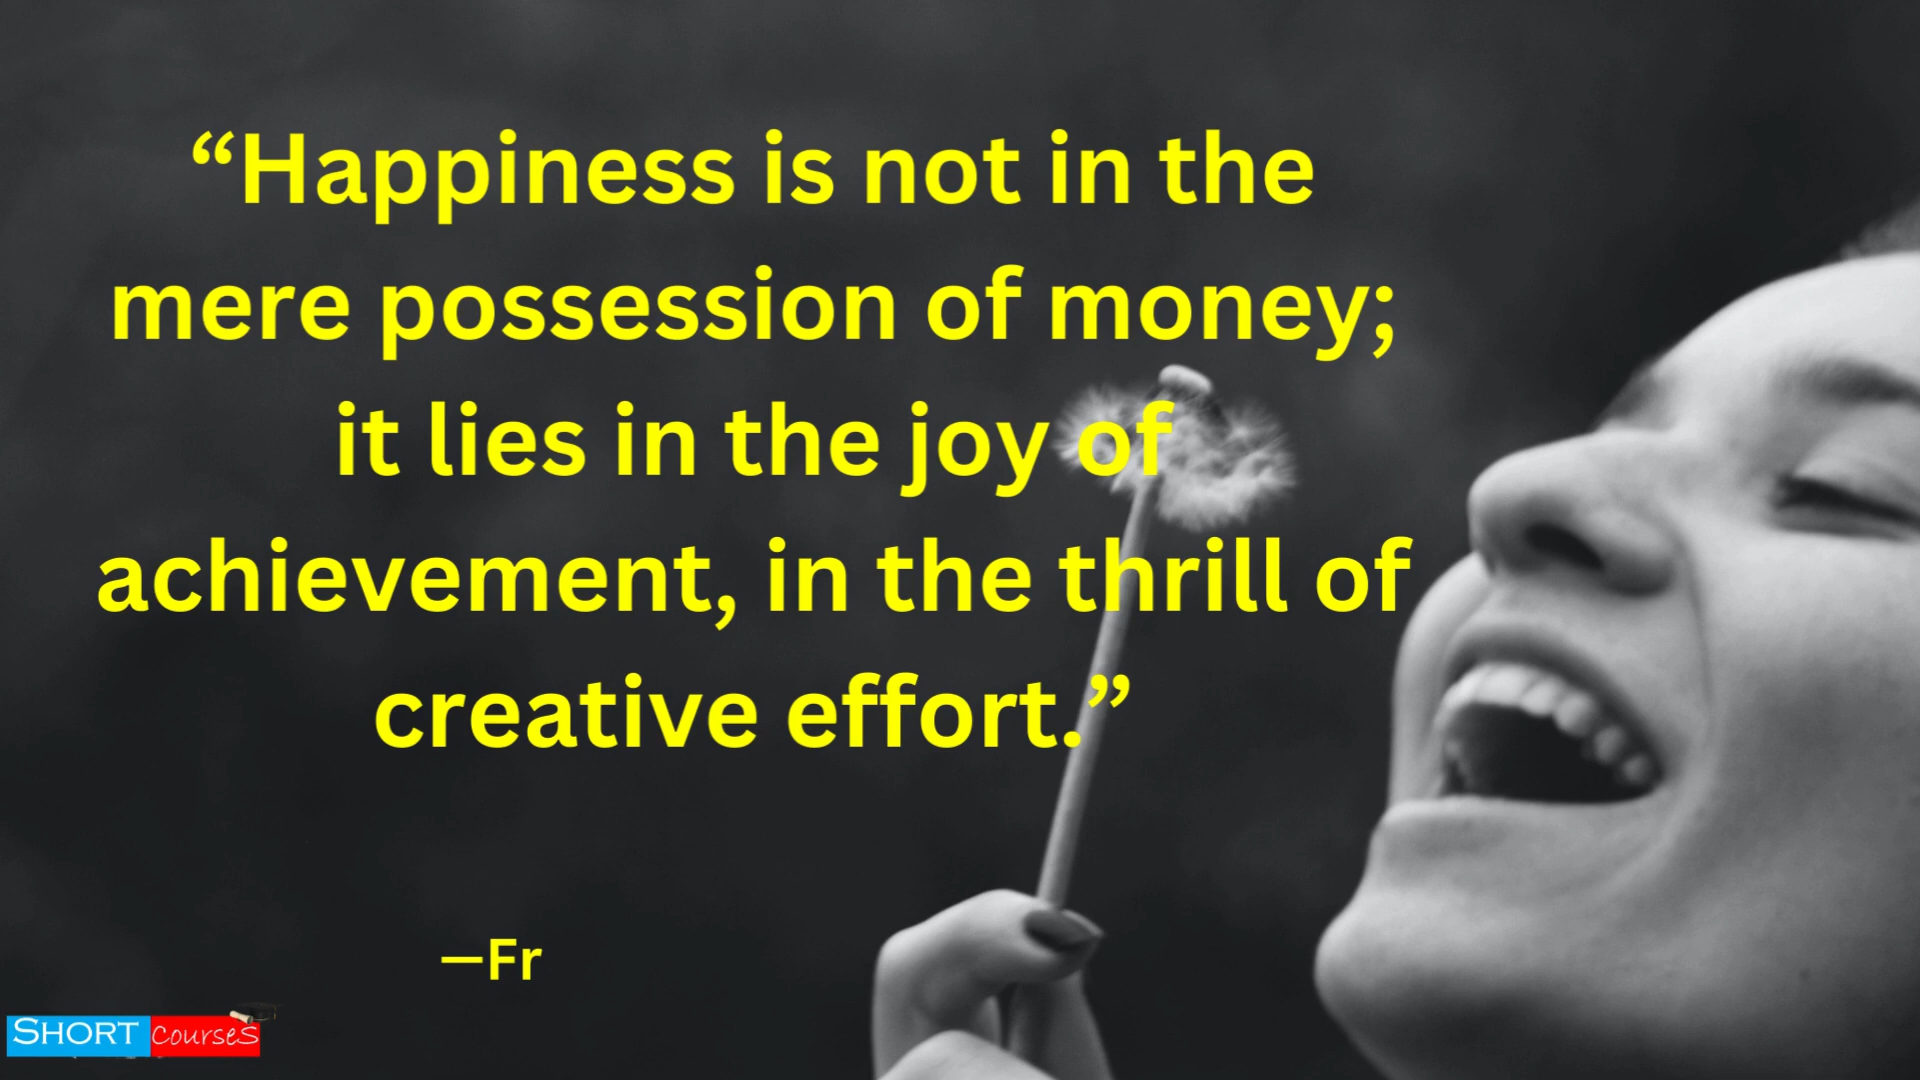 “Happiness is not in the
mere possession of money;
it lies in the joy of
achievement, in the thrill of
creative effort.”
—Fr
SHORT CourseS